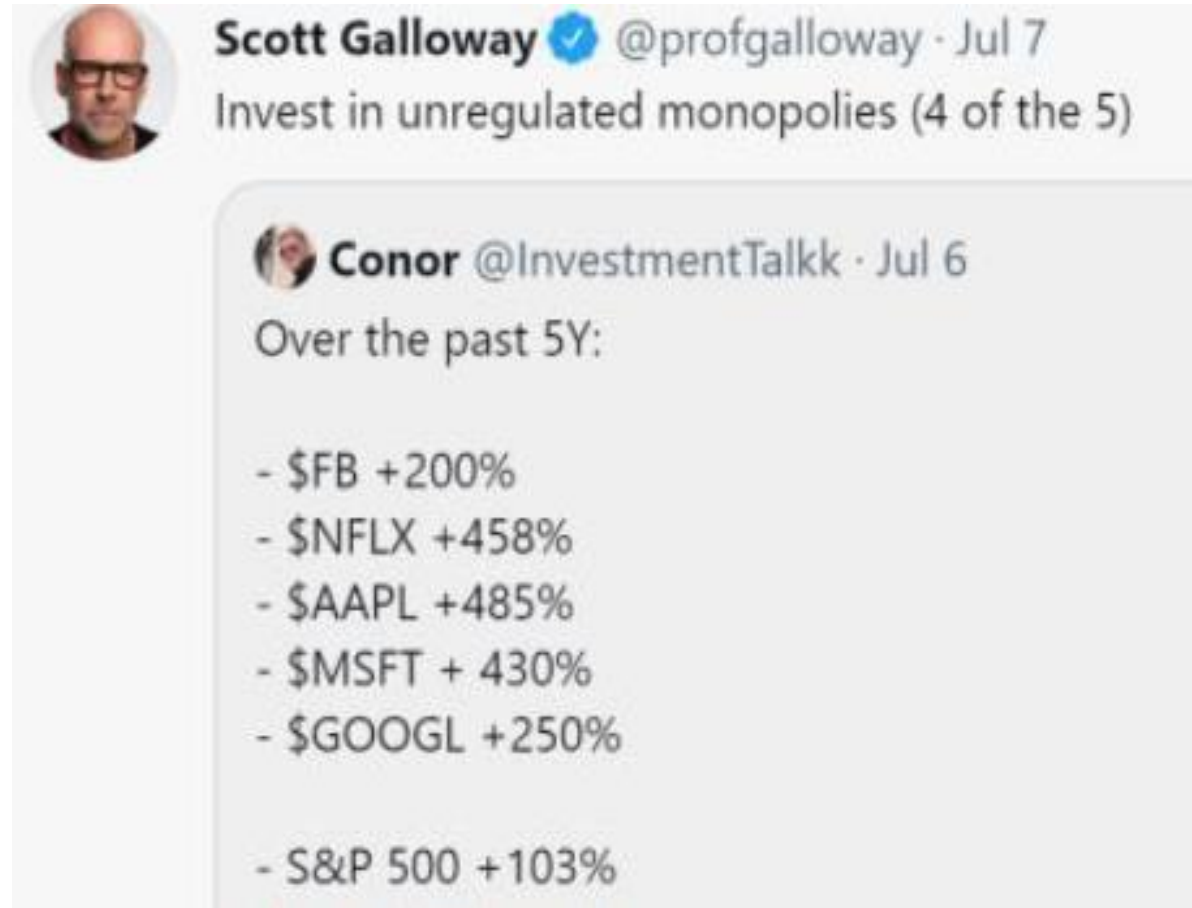 Scott Galloway @profgalloway · Jul 7
Invest in unregulated monopolies (4 of the 5)
Conor @InvestmentTalkk · Jul 6
Over the past 5Y:
- $FB +200%
- $NFLX +458%
- $AAPL +485%
- $MSFT + 430%
- $GOOGL +250%
- S&P 500 +103%